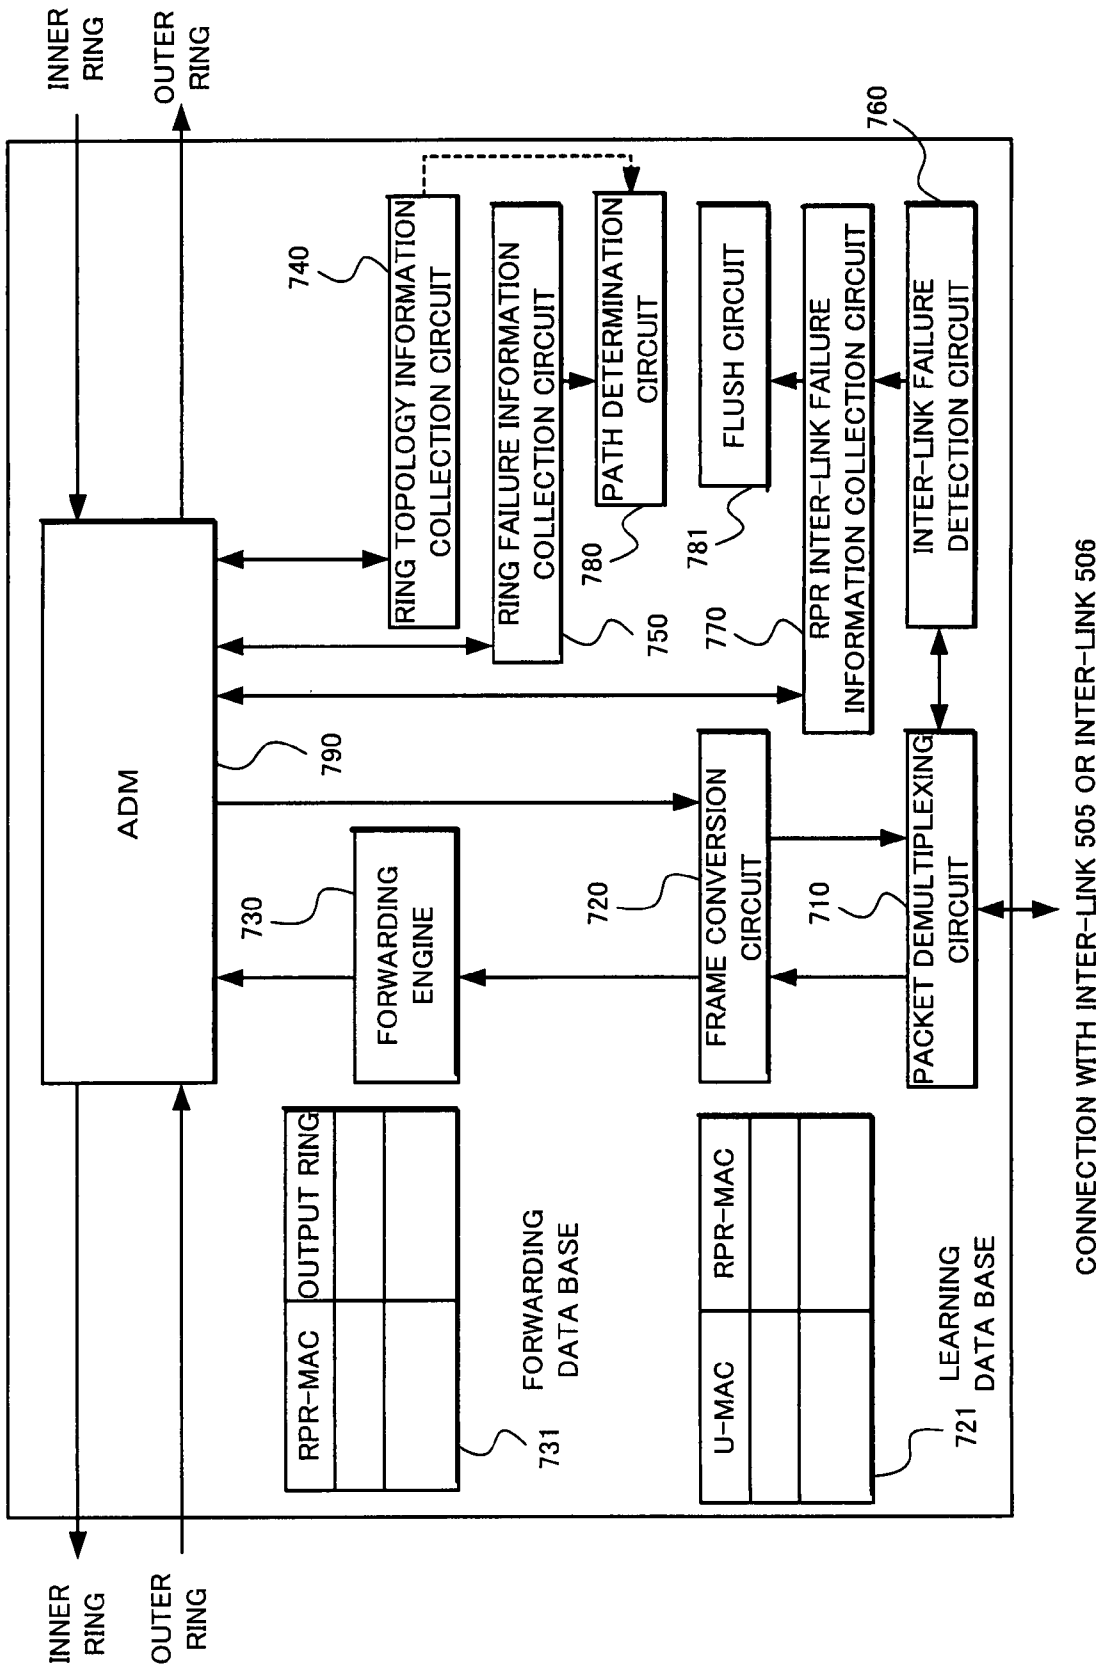 INNER
RING
OUTER
RING
INNER
RING
OUTER
RING
ADM
790
RPR-MAC
OUTPUT RING
731
FORWARDING
DATA BASE
730
FORWARDING
ENGINE
740
RING TOPOLOGY INFORMATION
COLLECTION CIRCUIT
RING FAILURE INFORMATION
COLLECTION CIRCUIT
750
PATH DETERMINATION
CIRCUIT
780
U-MAC
RPR-MAC
721
LEARNING
DATA BASE
720
FRAME CONVERSION
CIRCUIT
FLUSH CIRCUIT
781
770
RPR INTER-LINK FAILURE
INFORMATION COLLECTION CIRCUIT
760
710
PACKET DEMULTIPLEXING
CIRCUIT
INTER-LINK FAILURE
DETECTION CIRCUIT
CONNECTION WITH INTER-LINK 505 OR INTER-LINK 506